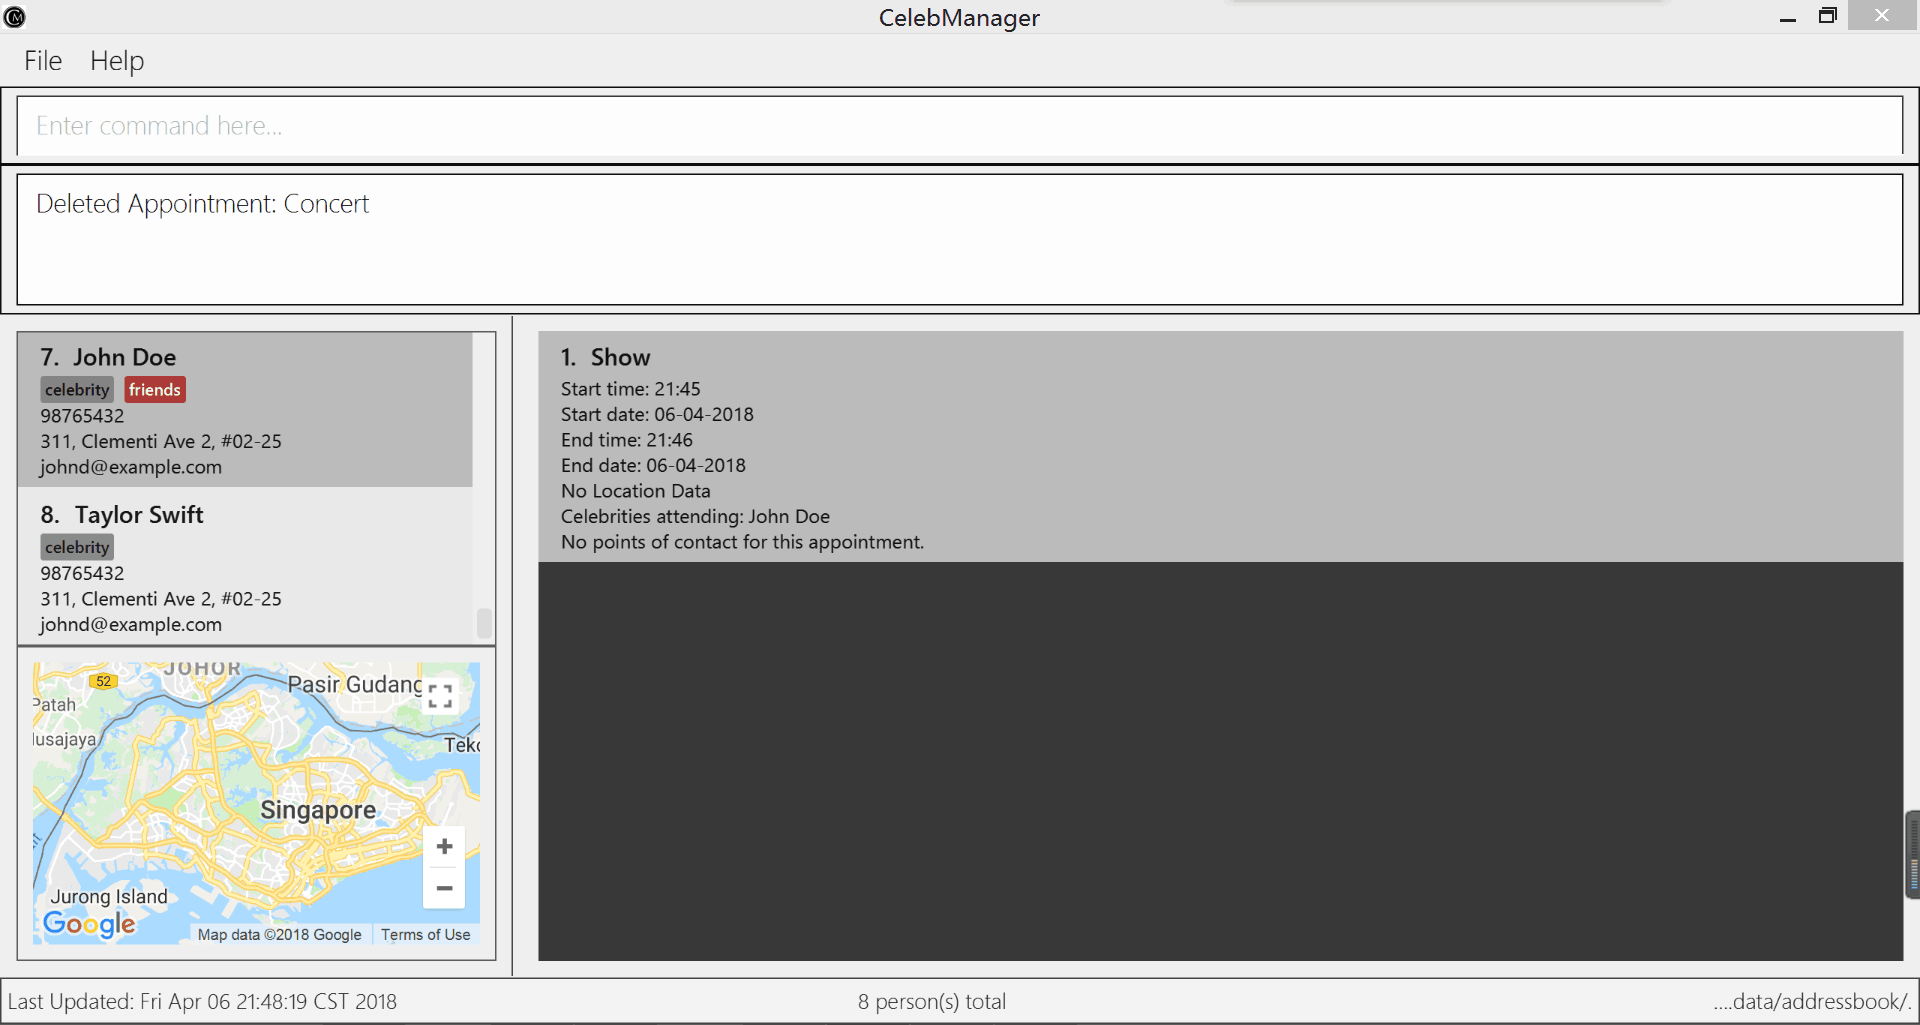 CM
CelebManager
File Help
Enter command here...
Deleted Appointment: Concert
7. John Doe
celebrity friends
98765432
311, Clementi Ave 2, #02-25
johnd@example.com
8. Taylor Swift
celebrity
98765432
311, Clementi Ave 2, #02-25
johnd@example.com
JOHOR
52
Pasir Gudang
Patah
Iusajaya
Teko
Singapore
Jurong Island
Google
Map data ©2018 Google Terms of Use
1. Show
Start time: 21:45
Start date: 06-04-2018
End time: 21:46
End date: 06-04-2018
No Location Data
Celebrities attending: John Doe
No points of contact for this appointment.
Last Updated: Fri Apr 06 21:48:19 CST 2018
8 person(s) total
....data/addressbook/.